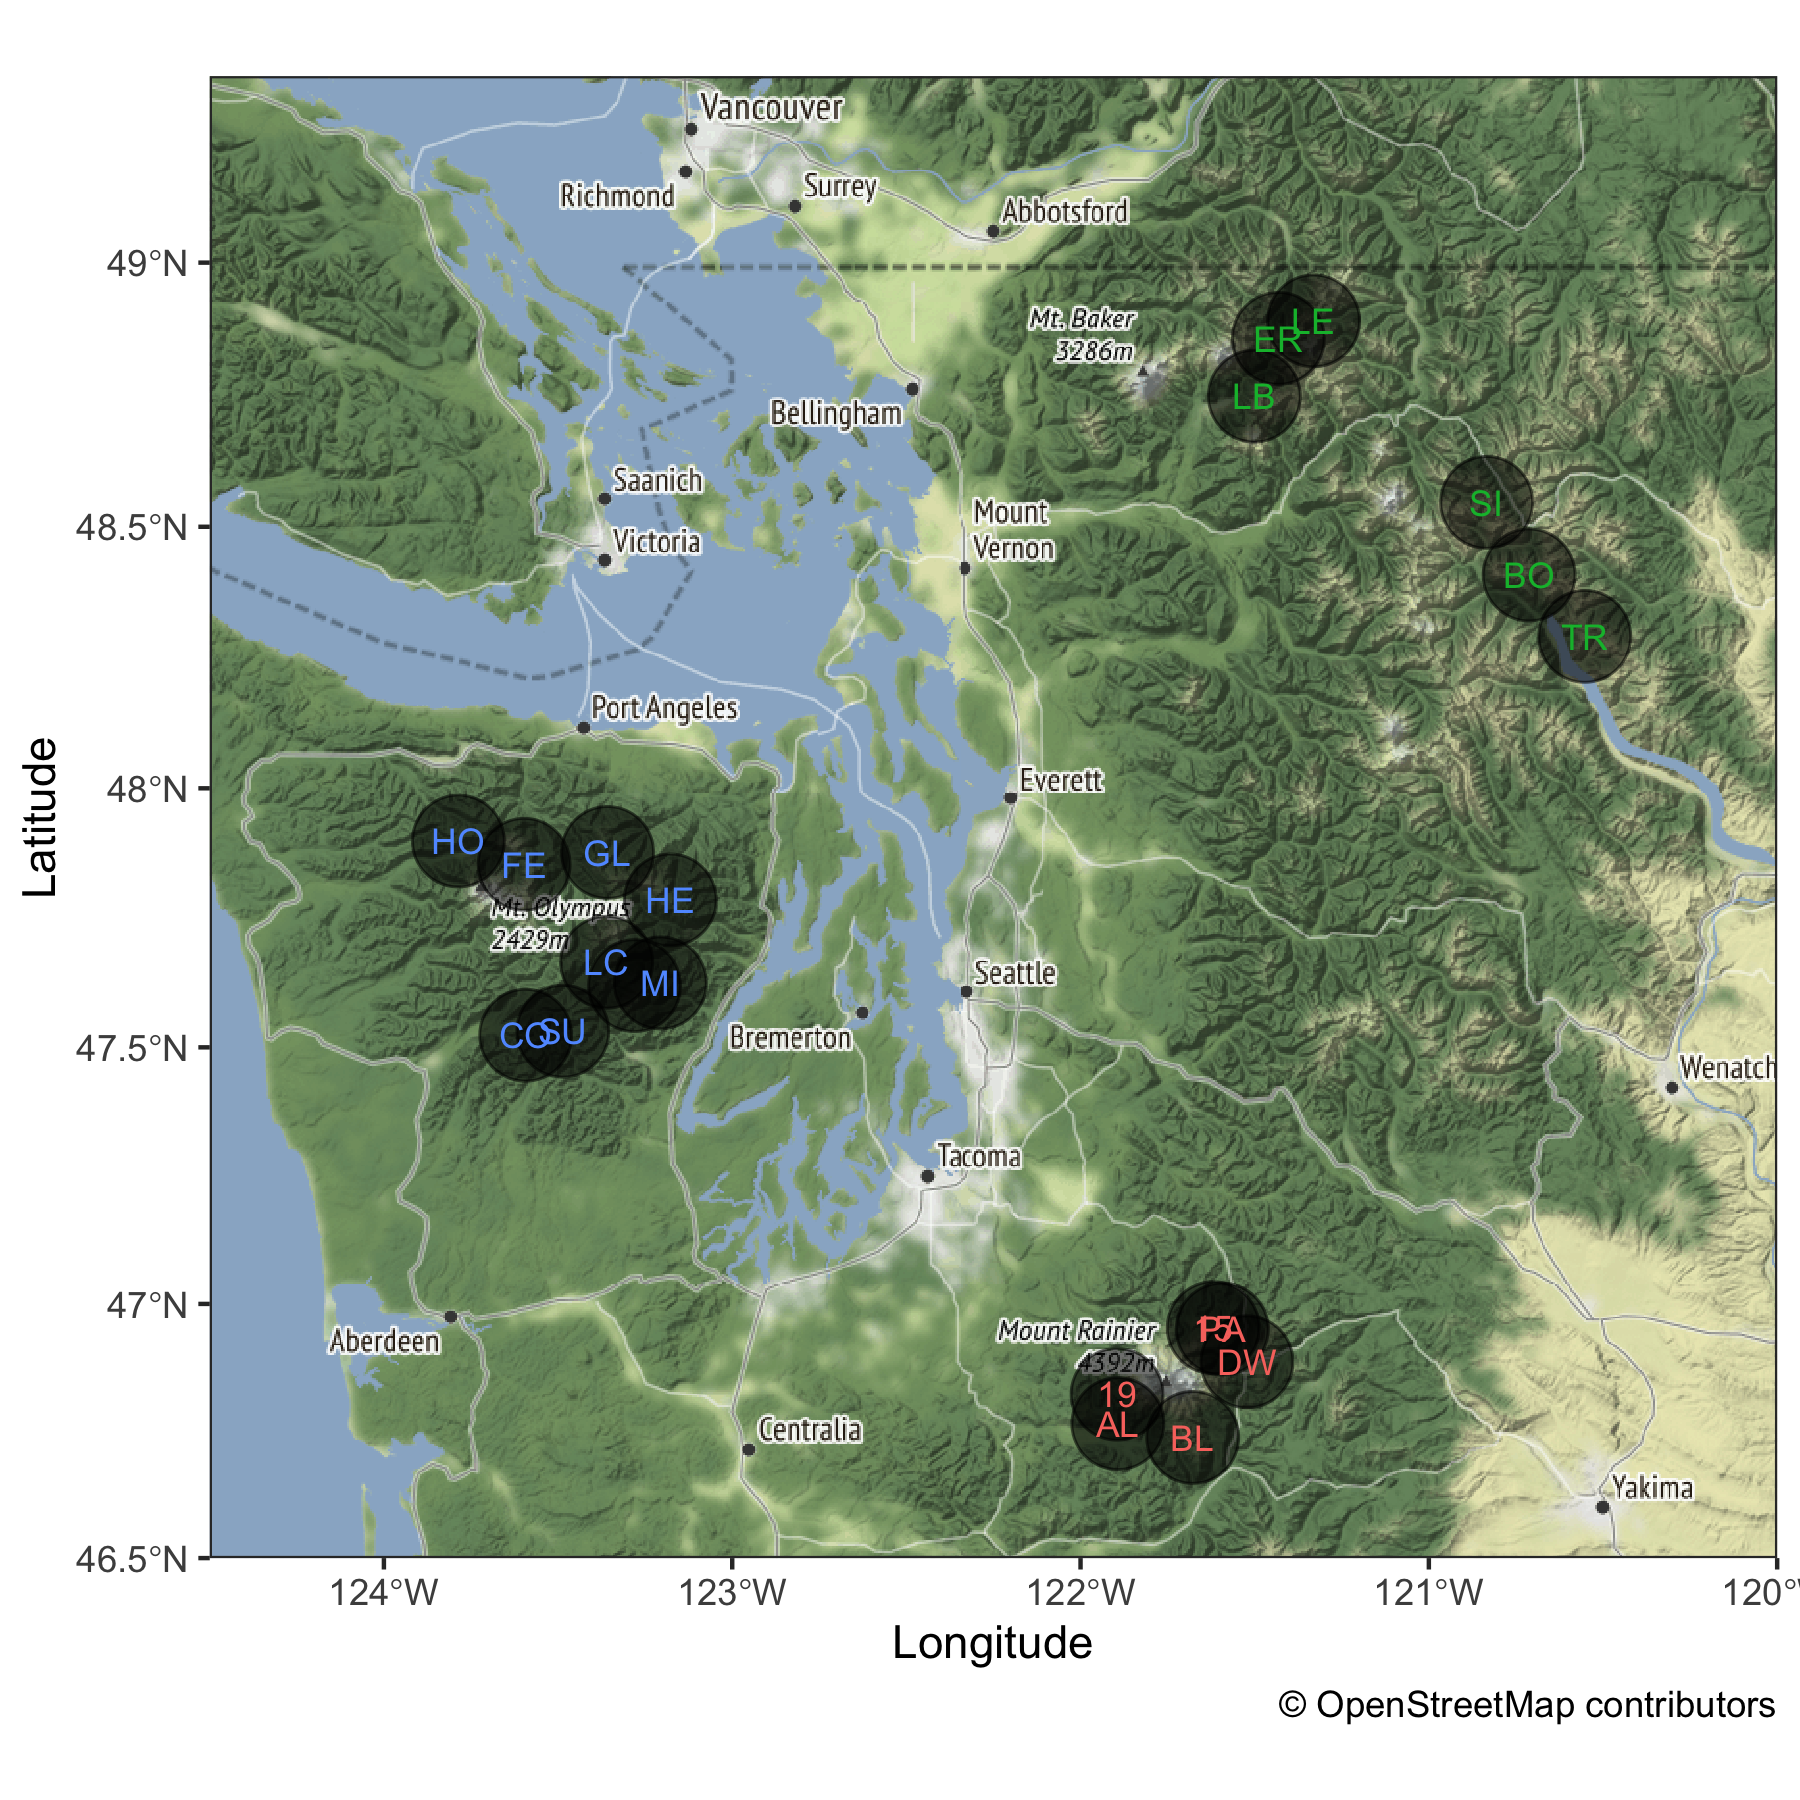 Vancouver
Richmond
Surrey
Abbotsford
49°N
Mt. Baker
3286m
LE
ER
LB
Bellingham
Saanich
Victoria
Mount
Vernon
SI
BO
TR
48.5°N
Port Angeles
Everett
48°N
Latitude
HO
FE
GL
HE
Mt. Olympus
2429m
LC
MI
CO
SU
Seattle
Bremerton
47.5°N
Wenatch
Tacoma
47°N
Aberdeen
Mount Rainier
4392m
15
PA
DW
19
AL
BL
Centralia
Yakima
46.5°N
124°W
123°W
122°W
121°W
120°
Longitude
© OpenStreetMap contributors